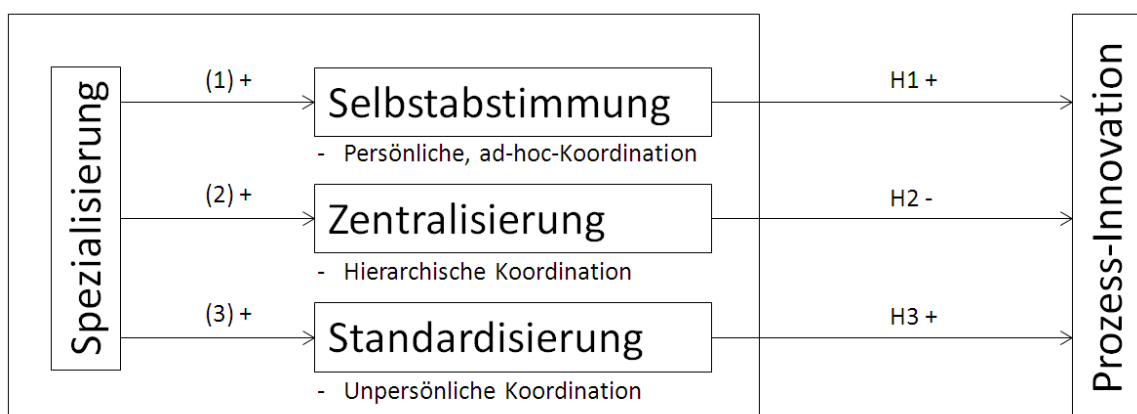 Spezialisierung
(1) +
Selbstabstimmung
- Persönliche, ad-hoc-Koordination
H1 +
(2) +
Zentralisierung
- Hierarchische Koordination
H2 -
(3) +
Standardisierung
- Unpersönliche Koordination
H3 +
Prozess-Innovation